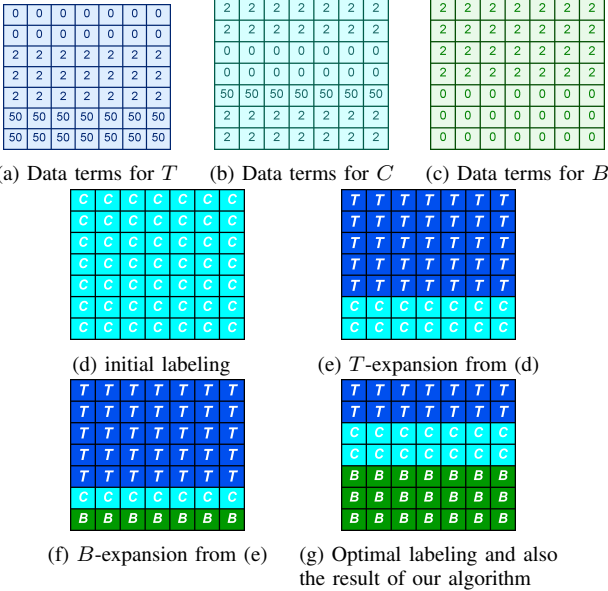 0 0 0 0 0 0 0
0 0 0 0 0 0 0
2 2 2 2 2 2 2
2 2 2 2 2 2 2
2 2 2 2 2 2 2
50 50 50 50 50 50 50
50 50 50 50 50 50 50
(a) Data terms for T
2 2 2 2 2 2 2
2 2 2 2 2 2 2
0 0 0 0 0 0 0
0 0 0 0 0 0 0
50 50 50 50 50 50 50
2 2 2 2 2 2 2
2 2 2 2 2 2 2
(b) Data terms for C
2 2 2 2 2 2 2
2 2 2 2 2 2 2
2 2 2 2 2 2 2
2 2 2 2 2 2 2
0 0 0 0 0 0 0
0 0 0 0 0 0 0
0 0 0 0 0 0 0
(c) Data terms for B
C C C C C C C
C C C C C C C
C C C C C C C
C C C C C C C
C C C C C C C
C C C C C C C
C C C C C C C
(d) initial labeling
T T T T T T T
T T T T T T T
T T T T T T T
T T T T T T T
T T T T T T T
C C C C C C C
C C C C C C C
(e) T-expansion from (d)
T T T T T T T
T T T T T T T
T T T T T T T
T T T T T T T
T T T T T T T
C C C C C C C
B B B B B B B
(f) B-expansion from (e)
T T T T T T T
T T T T T T T
C C C C C C C
C C C C C C C
B B B B B B B
B B B B B B B
B B B B B B B
(g) Optimal labeling and also
the result of our algorithm